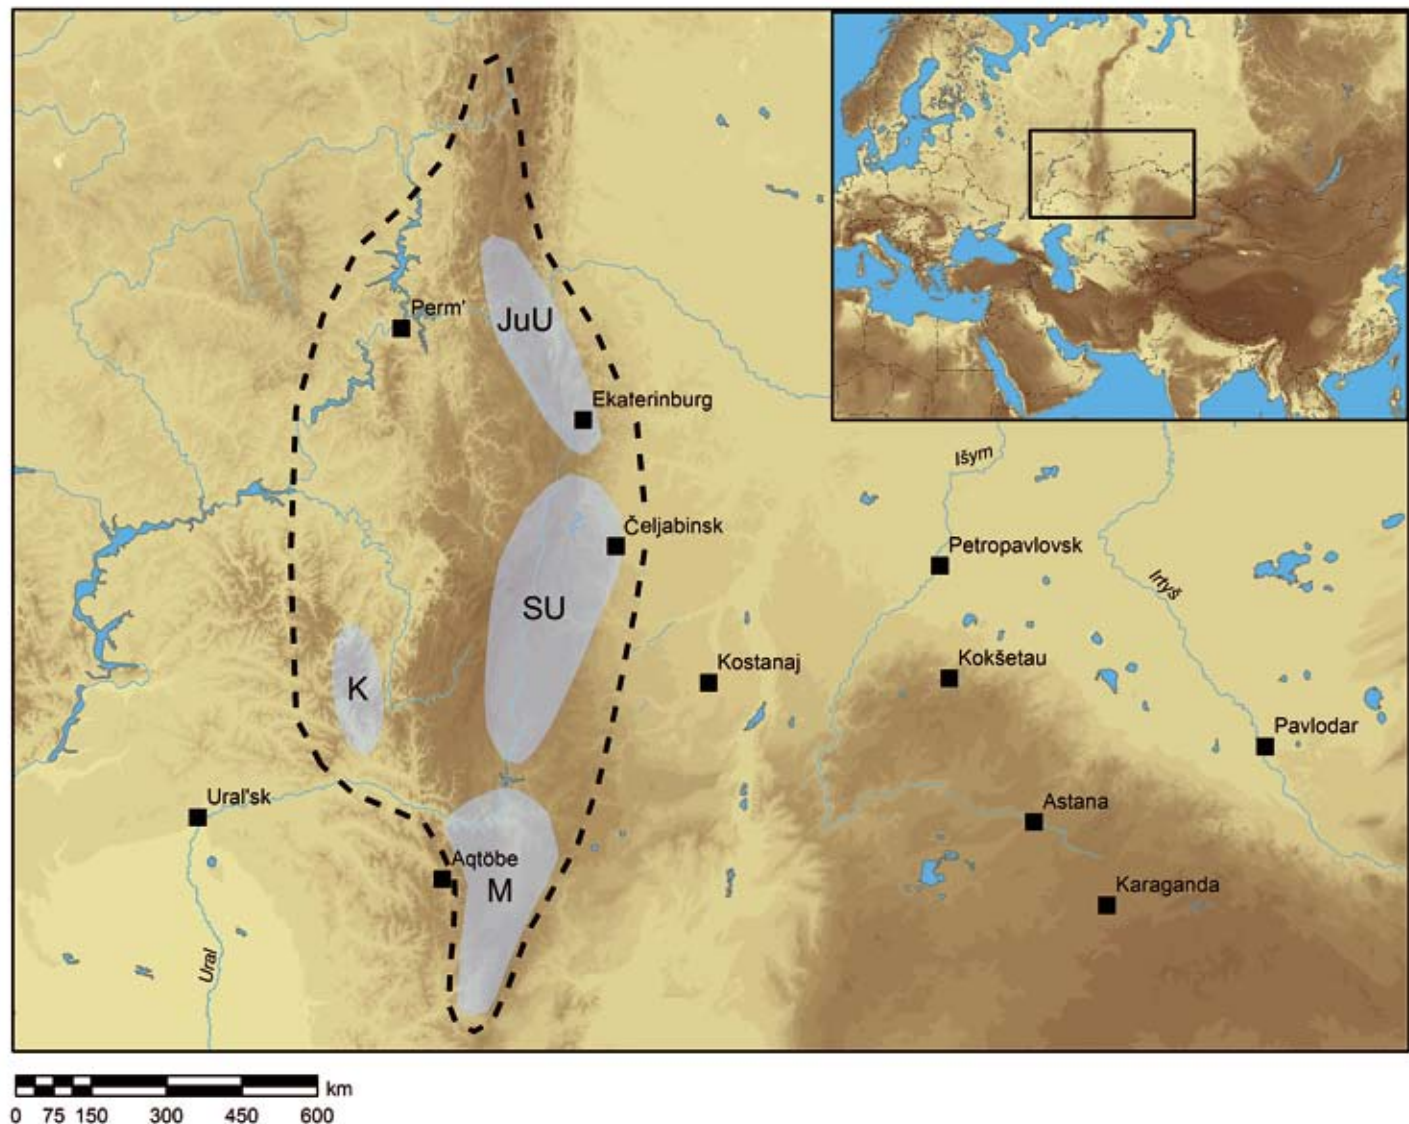 Perm'
JuU
Ekaterinburg
Išym
Čeljabinsk
Petropavlovsk
Irtyš
SU
Kostanaj
Kokšetau
K
Pavlodar
Ural'sk
Astana
Aqtöbe
M
Karaganda
Ural
km
0 75 150 300 450 600